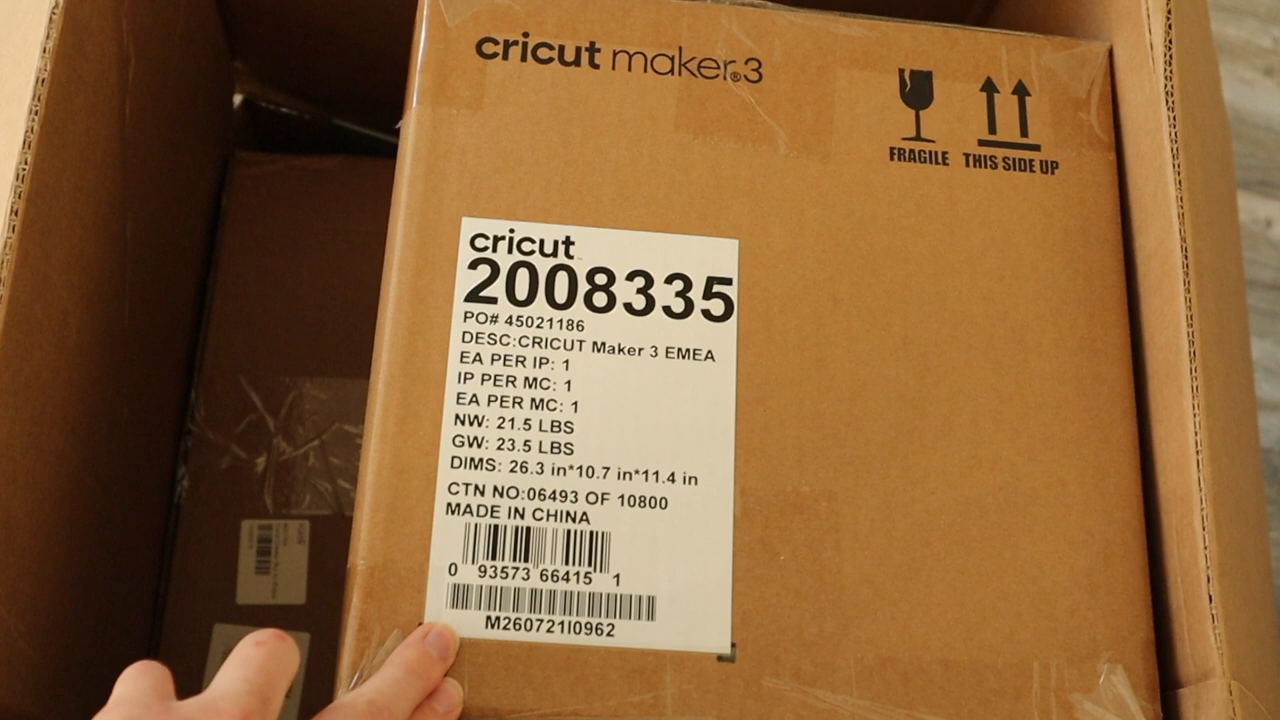 cricut maker®3
FRAGILE
THIS SIDE UP
cricut
2008335
PO# 45021186
DESC:CRICUT Maker 3 EMEA
EA PER IP: 1
IP PER MC: 1
EA PER MC: 1
NW: 21.5 LBS
GW: 23.5 LBS
DIMS: 26.3 in*10.7 in*11.4 in
CTN NO:06493 OF 10800
MADE IN CHINA
0 93573 66415 1
M260721I0962